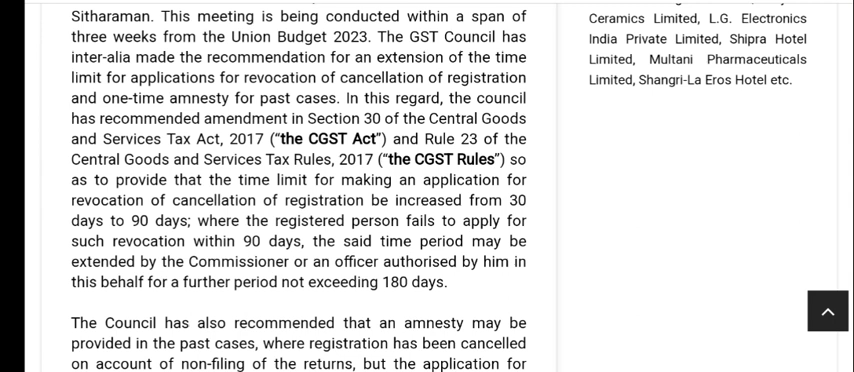 Sitharaman. This meeting is being conducted within a span of
three weeks from the Union Budget 2023. The GST Council has
inter-alia made the recommendation for an extension of the time
limit for applications for revocation of cancellation of registration
and one-time amnesty for past cases. In this regard, the council
has recommended amendment in Section 30 of the Central Goods
and Services Tax Act, 2017 (“the CGST Act”) and Rule 23 of the
Central Goods and Services Tax Rules, 2017 (“the CGST Rules”) so
as to provide that the time limit for making an application for
revocation of cancellation of registration be increased from 30
days to 90 days; where the registered person fails to apply for
such revocation within 90 days, the said time period may be
extended by the Commissioner or an officer authorised by him in
this behalf for a further period not exceeding 180 days.
The Council has also recommended that an amnesty may be
provided in the past cases, where registration has been cancelled
on account of non-filing of the returns, but the application for
Ceramics Limited, L.G. Electronics
India Private Limited, Shipra Hotel
Limited, Multani Pharmaceuticals
Limited, Shangri-La Eros Hotel etc.